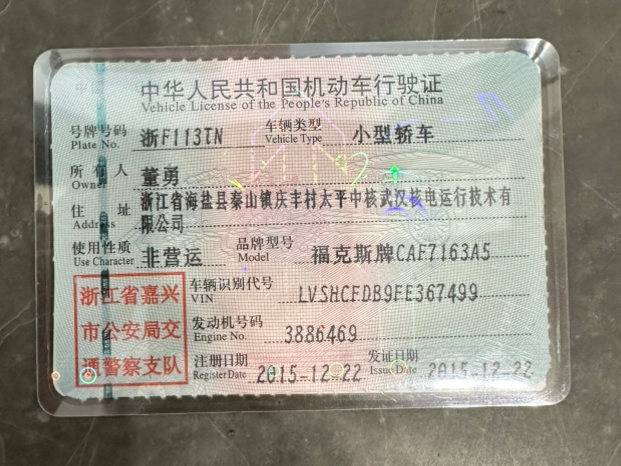 中华人民共和国机动车行驶证
Vehicle License of the People's Republic of China
号牌号码 浙F113TN 车辆类型 小型轿车
Plate No. Vehicle Type
所有人 董勇
Owner
住址 浙江省海盐县秦山镇庆丰村太平中核武汉核电运行技术有
Address 限公司
使用性质 非营运 品牌型号 福克斯牌CAF7163A5
Use Character Model
浙江省嘉兴
市公安局交
通警察支队
车辆识别代号 LVSHCFDB9FE367499
VIN
发动机号码 3886469
Engine No.
注册日期 2015-12-22 发证日期 2015-12-22
Register Date Issue Date